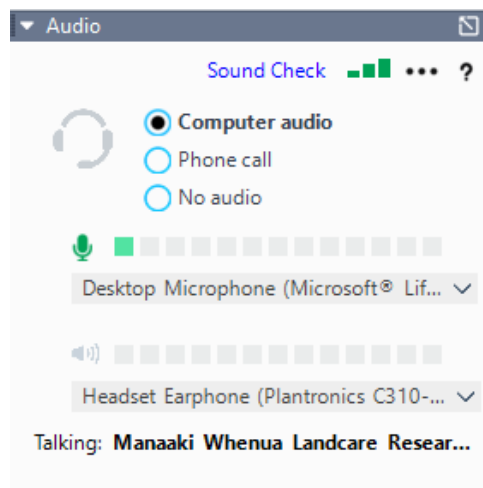 Audio
Sound Check ••• ?
Computer audio
Phone call
No audio
Desktop Microphone (Microsoft® Lif...
Headset Earphone (Plantronics C310-...
Talking: Manaaki Whenua Landcare Resear...